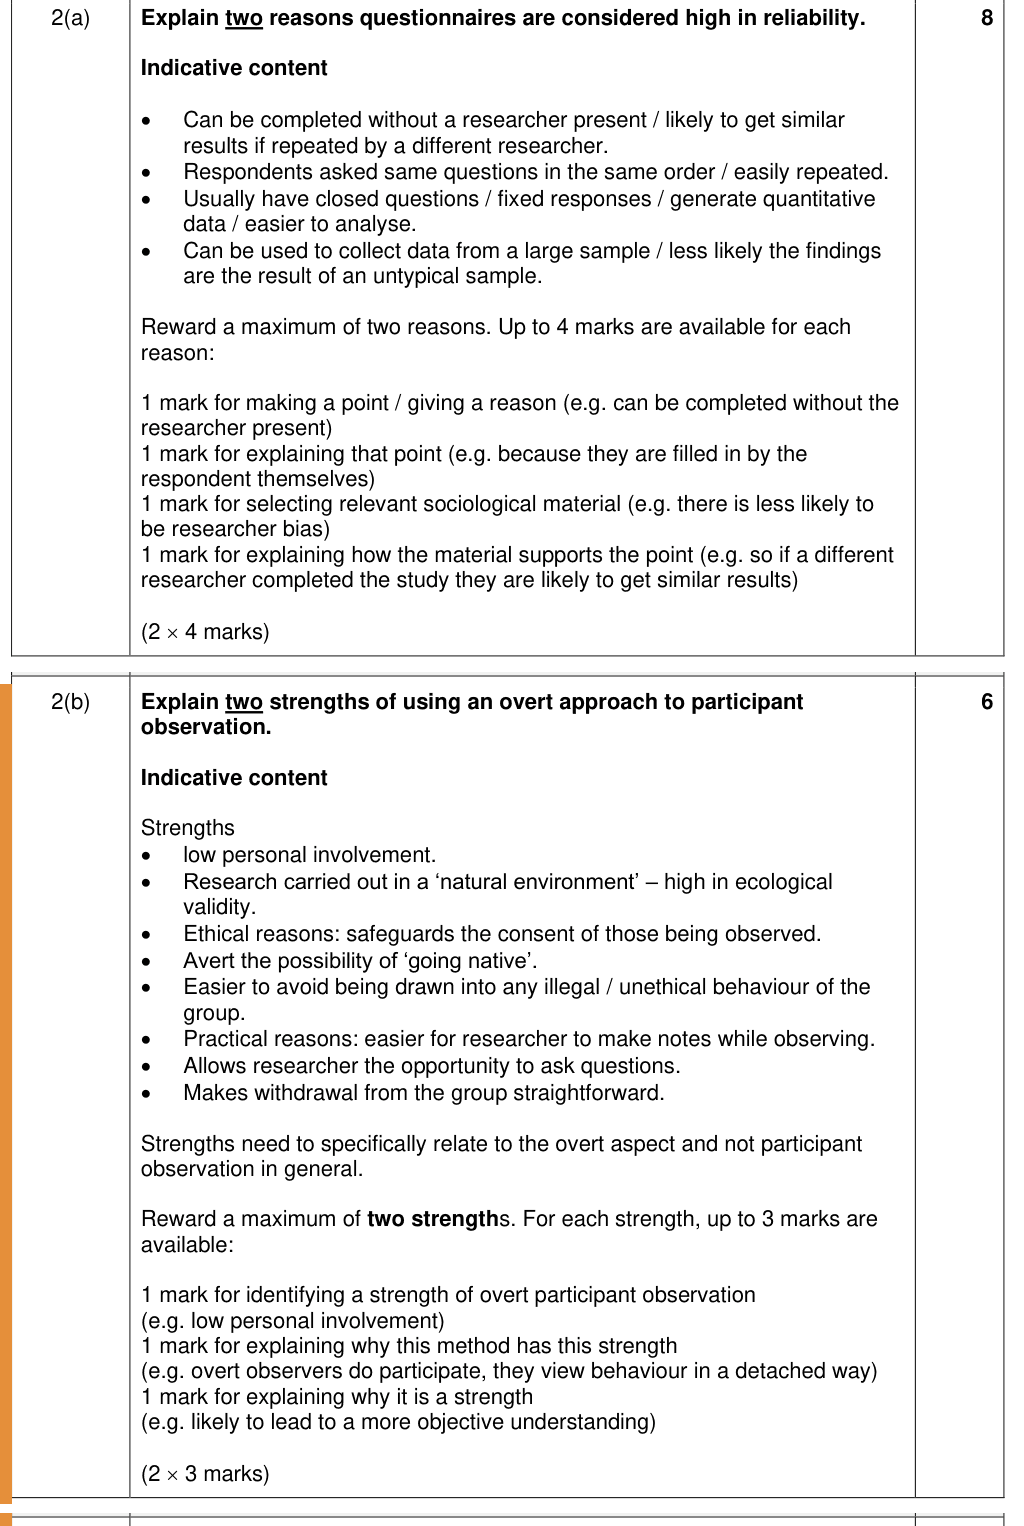 2(a) Explain two reasons questionnaires are considered high in reliability. 8
Indicative content
• Can be completed without a researcher present / likely to get similar
results if repeated by a different researcher.
• Respondents asked same questions in the same order / easily repeated.
• Usually have closed questions / fixed responses / generate quantitative
data / easier to analyse.
• Can be used to collect data from a large sample / less likely the findings
are the result of an untypical sample.
Reward a maximum of two reasons. Up to 4 marks are available for each
reason:
1 mark for making a point / giving a reason (e.g. can be completed without the
researcher present)
1 mark for explaining that point (e.g. because they are filled in by the
respondent themselves)
1 mark for selecting relevant sociological material (e.g. there is less likely to
be researcher bias)
1 mark for explaining how the material supports the point (e.g. so if a different
researcher completed the study they are likely to get similar results)
(2 × 4 marks)
2(b) Explain two strengths of using an overt approach to participant 6
observation.
Indicative content
Strengths
• low personal involvement.
• Research carried out in a ‘natural environment’ – high in ecological
validity.
• Ethical reasons: safeguards the consent of those being observed.
• Avert the possibility of ‘going native’.
• Easier to avoid being drawn into any illegal / unethical behaviour of the
group.
• Practical reasons: easier for researcher to make notes while observing.
• Allows researcher the opportunity to ask questions.
• Makes withdrawal from the group straightforward.
Strengths need to specifically relate to the overt aspect and not participant
observation in general.
Reward a maximum of two strengths. For each strength, up to 3 marks are
available:
1 mark for identifying a strength of overt participant observation
(e.g. low personal involvement)
1 mark for explaining why this method has this strength
(e.g. overt observers do participate, they view behaviour in a detached way)
1 mark for explaining why it is a strength
(e.g. likely to lead to a more objective understanding)
(2 × 3 marks)